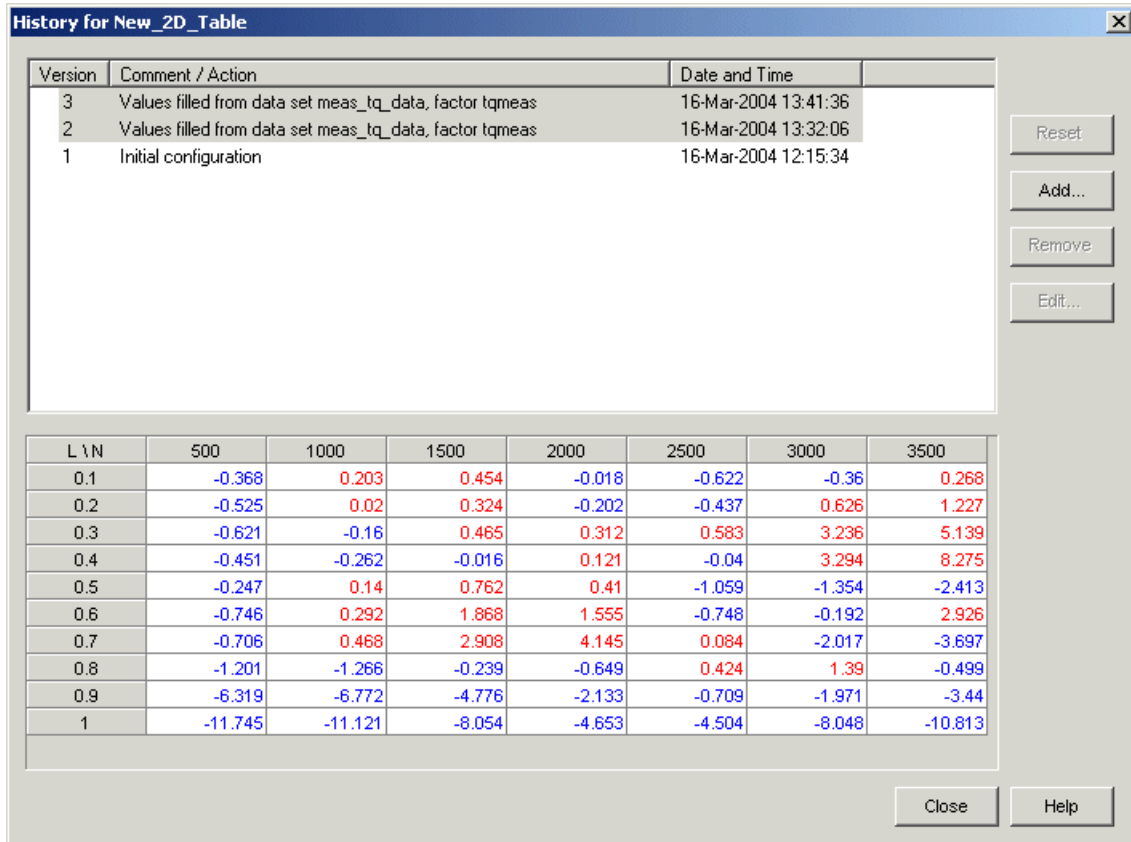 History for New_2D_Table
Version Comment / Action Date and Time
3 Values filled from data set meas_tq_data, factor tqmeas 16-Mar-2004 13:41:36
2 Values filled from data set meas_tq_data, factor tqmeas 16-Mar-2004 13:32:06
1 Initial configuration 16-Mar-2004 12:15:34
Reset
Add...
Remove
Edit...
L \ N 500 1000 1500 2000 2500 3000 3500
0.1 -0.368 0.203 0.454 -0.018 -0.622 -0.36 0.268
0.2 -0.525 0.02 0.324 -0.202 -0.437 0.626 1.227
0.3 -0.621 -0.16 0.465 0.312 0.583 3.236 5.139
0.4 -0.451 -0.262 -0.016 0.121 -0.04 3.294 8.275
0.5 -0.247 0.14 0.762 0.41 -1.059 -1.354 -2.413
0.6 -0.746 0.292 1.868 1.555 -0.748 -0.192 2.926
0.7 -0.706 0.468 2.908 4.145 0.084 -2.017 -3.697
0.8 -1.201 -1.266 -0.239 -0.649 0.424 1.39 -0.499
0.9 -6.319 -6.772 -4.776 -2.133 -0.709 -1.971 -3.44
1 -11.745 -11.121 -8.054 -4.653 -4.504 -8.048 -10.813
Close Help